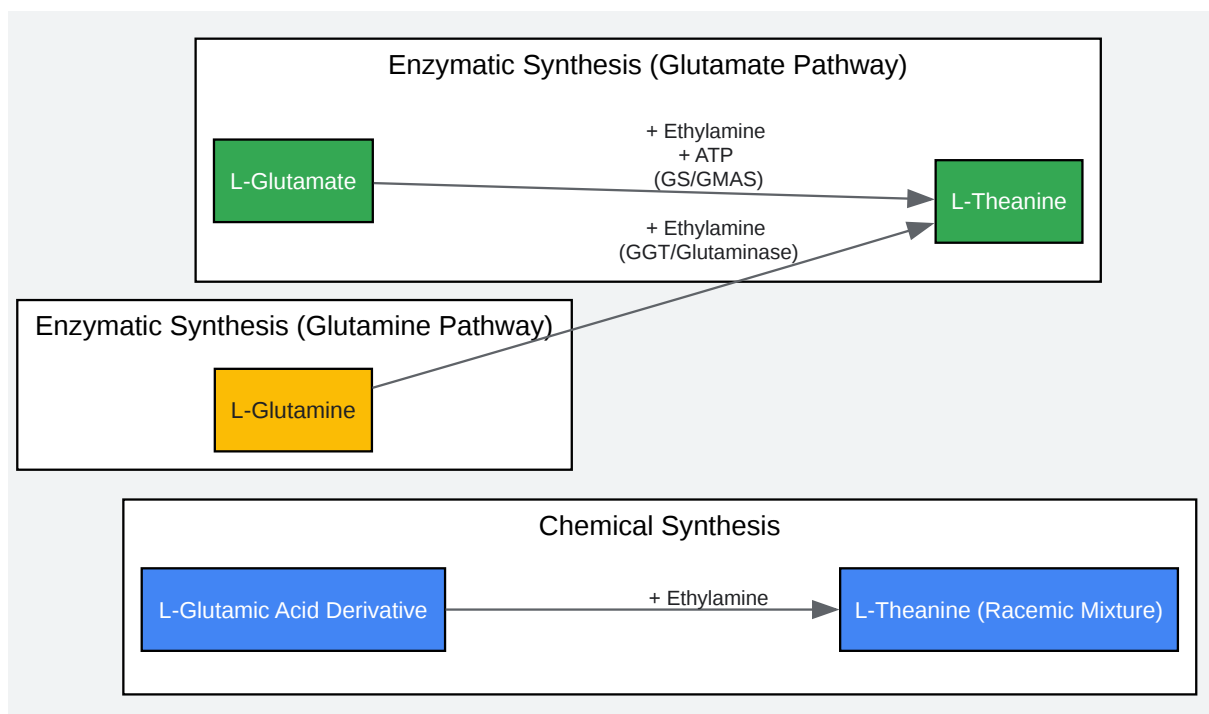 Enzymatic Synthesis (Glutamate Pathway)
+ Ethylamine
+ ATP
(GS/GMAS)
L-Glutamate
L-Theanine
+ Ethylamine
(GGT/Glutaminase)
Enzymatic Synthesis (Glutamine Pathway)
L-Glutamine
Chemical Synthesis
L-Glutamic Acid Derivative
+ Ethylamine
L-Theanine (Racemic Mixture)